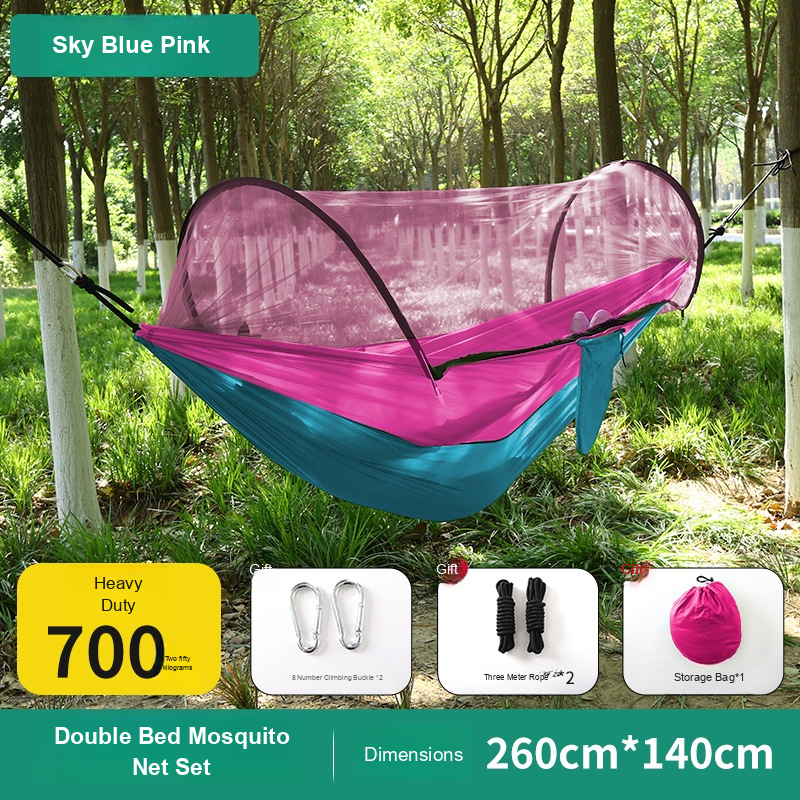 Sky Blue Pink
Heavy
Duty
700
Two fifty
kilograms
Gift
8 Number Climbing Buckle *2
Gift
Three Meter Rope
*2
Gift
Storage Bag*1
Double Bed Mosquito
Net Set
Dimensions
260cm*140cm